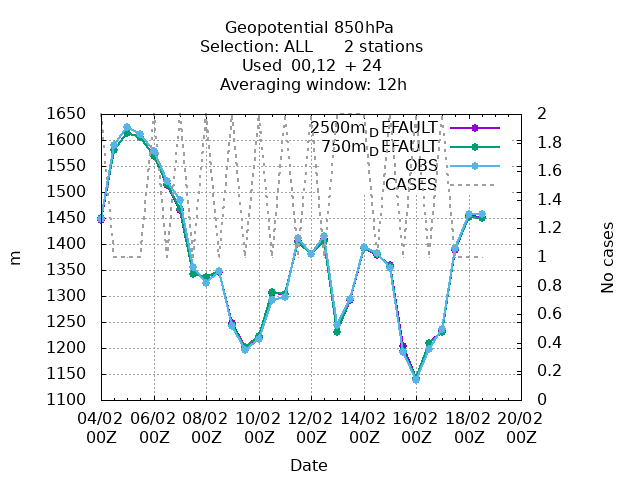 Geopotential 850hPa
Selection: ALL 2 stations
Used 00,12 + 24
Averaging window: 12h
1650
1600
1550
1500
1450
1400
1350
1300
1250
1200
1150
1100
m
2
1.8
1.6
1.4
1.2
1
0.8
0.6
0.4
0.2
0
No cases
2500m_DEFAULT
750m_DEFAULT
OBS
CASES
04/02 06/02 08/02 10/02 12/02 14/02 16/02 18/02 20/02
00Z 00Z 00Z 00Z 00Z 00Z 00Z 00Z 00Z
Date